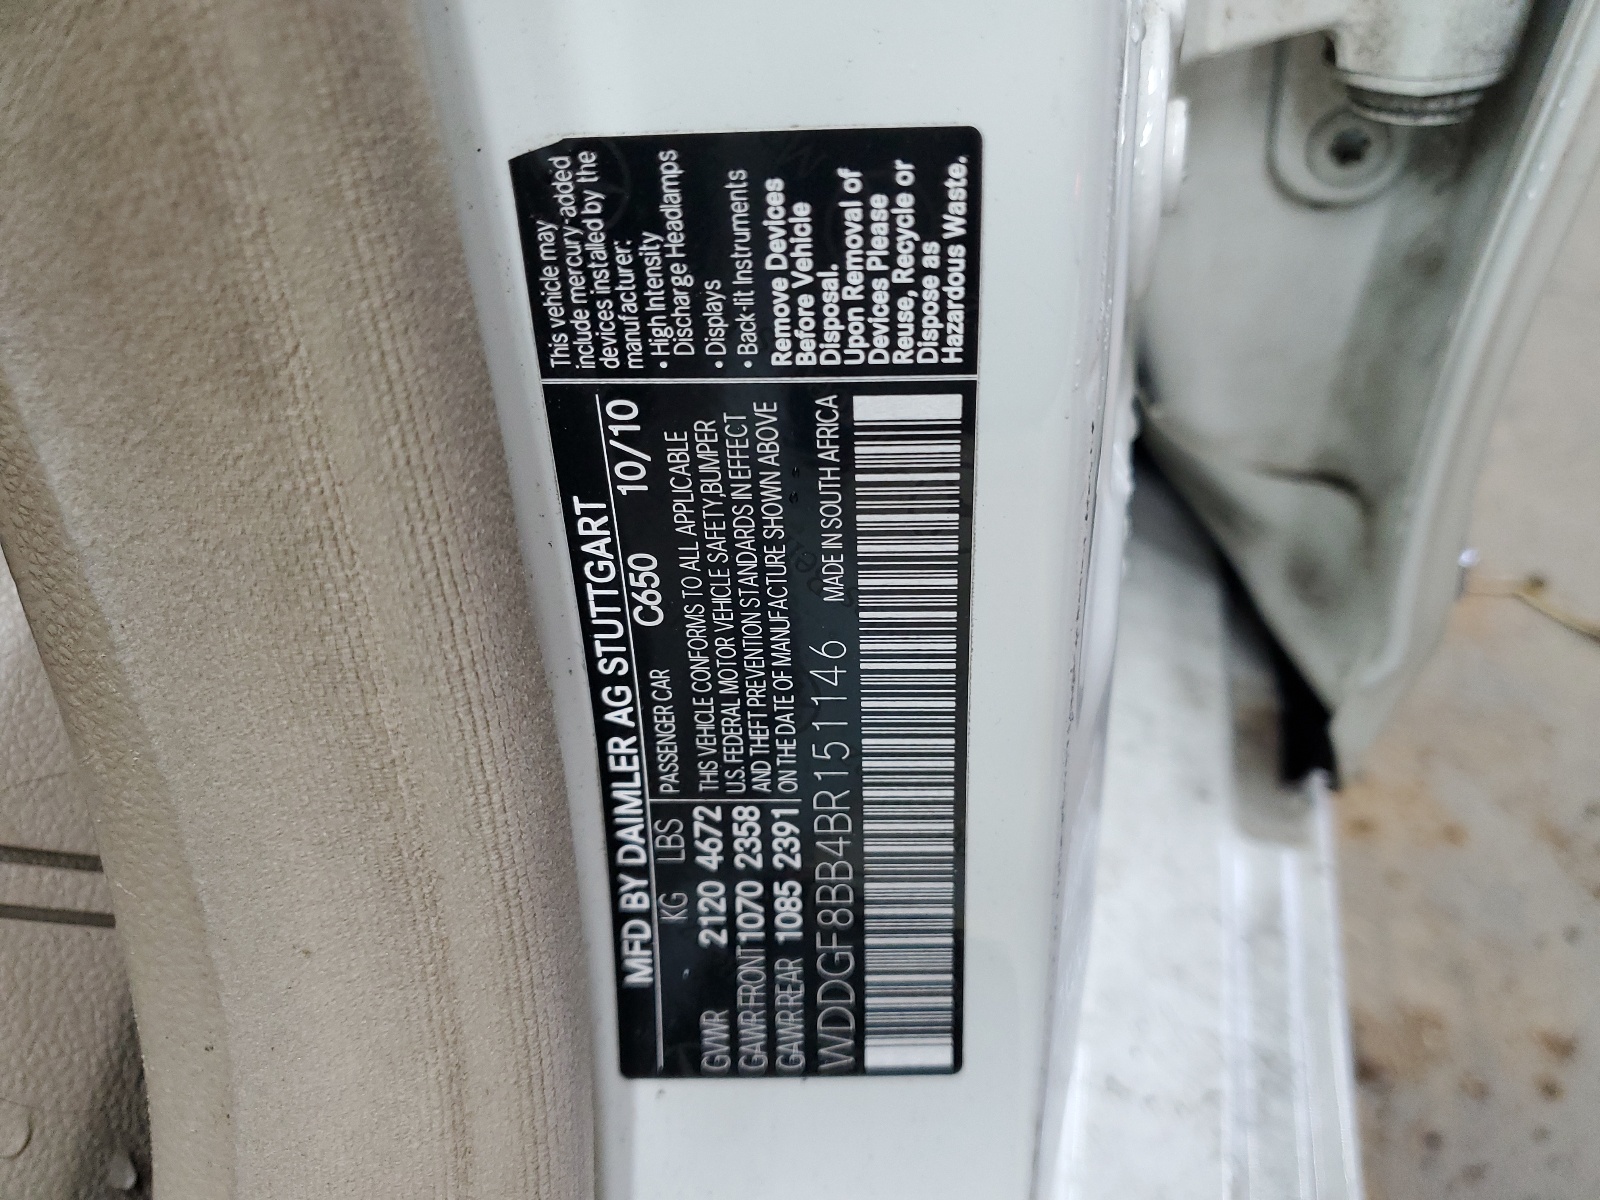 MFD BY DAIMLER AG STUTTGART
KG LBS PASSENGER CAR C650 10/10
GVWR 2120 4672
GAWR FRONT 1070 2358
GAWR REAR 1085 2391
THIS VEHICLE CONFORMS TO ALL APPLICABLE
U.S. FEDERAL MOTOR VEHICLE SAFETY,BUMPER
AND THEFT PREVENTION STANDARDS IN EFFECT
ON THE DATE OF MANUFACTURE SHOWN ABOVE
WDDGF8BB4BR151146 MADE IN SOUTH AFRICA
This vehicle may
include mercury-added
devices installed by the
manufacturer:
• High Intensity
Discharge Headlamps
• Displays
• Back-lit Instruments
Remove Devices
Before Vehicle
Disposal.
Upon Removal of
Devices Please
Reuse, Recycle or
Dispose as
Hazardous Waste.